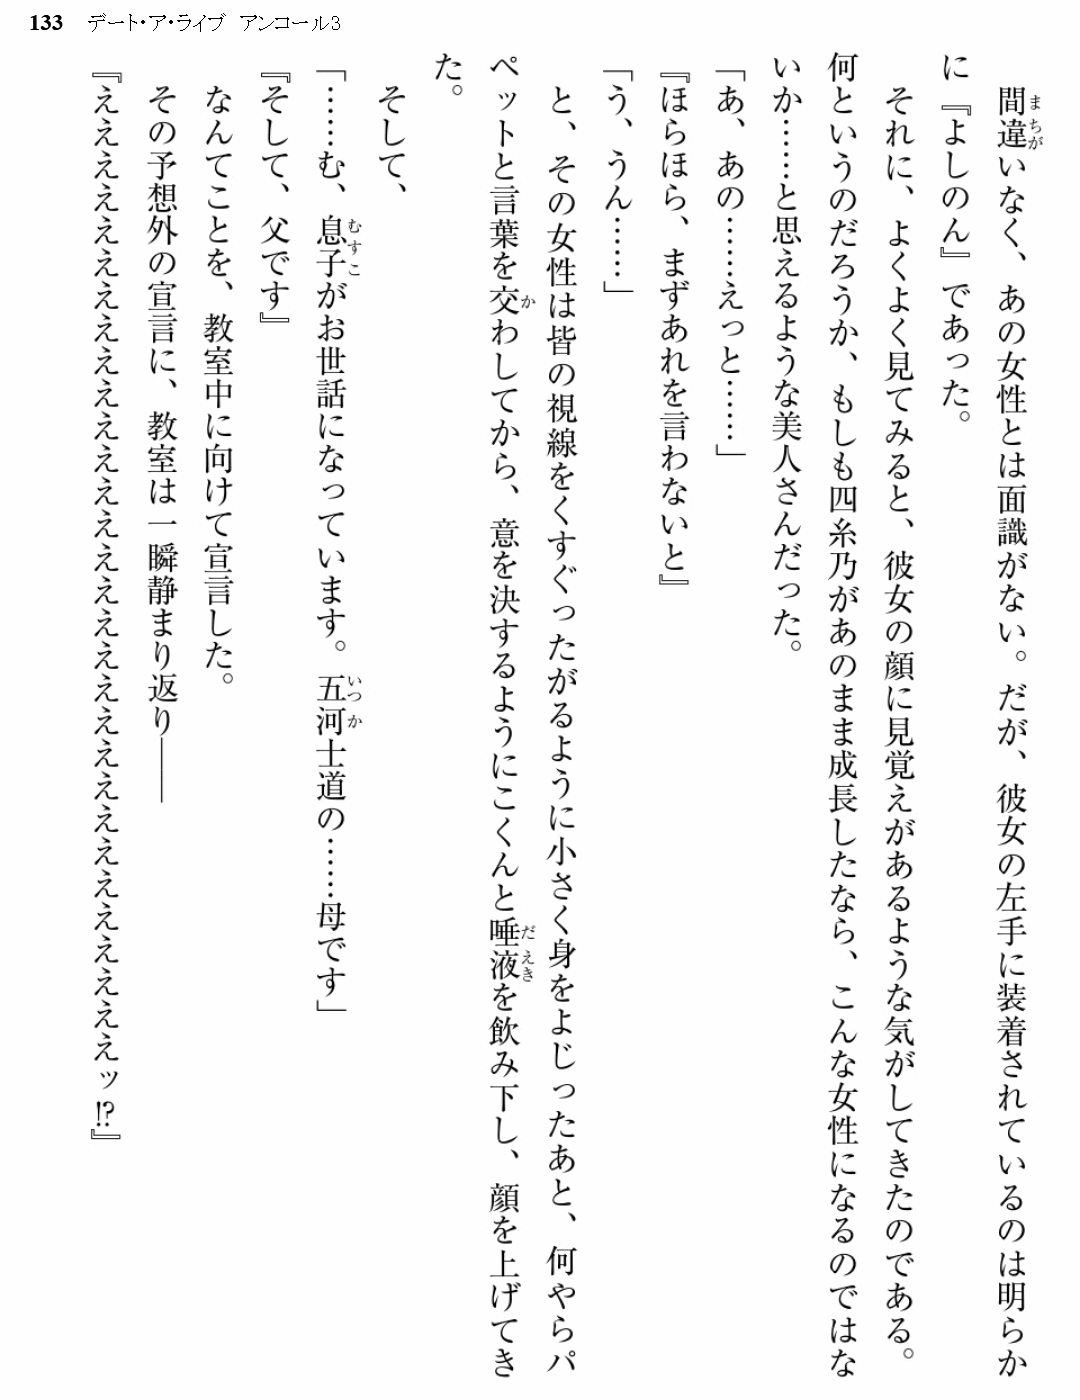 133 デート・ア・ライブ アンコール3
間違いなく、あの女性とは面識がない。だが、彼女の左手に装着されているのは明らか
に『よしのん』であった。
それに、よくよく見てみると、彼女の顔に見覚えがあるような気がしてきたのである。
何というのだろうか、もしも四糸乃があのまま成長したなら、こんな女性になるのではな
いか……と思えるような美人さんだった。
「あ、あの……えっと……」
『ほらほら、まずあれを言わないと』
「う、うん……」
と、その女性は皆の視線をくすぐったがるように小さく身をよじったあと、何やらパ
ペットと言葉を交わしてから、意を決するようにこくんと唾液を飲み下し、顔を上げてき
た。
そして、
「……む、息子がお世話になっています。五河士道の……母です」
『そして、父です』
なんてことを、教室中に向けて宣言した。
その予想外の宣言に、教室は一瞬静まり返り――
『ええええええええええええええええええええええええええええええッ!?』